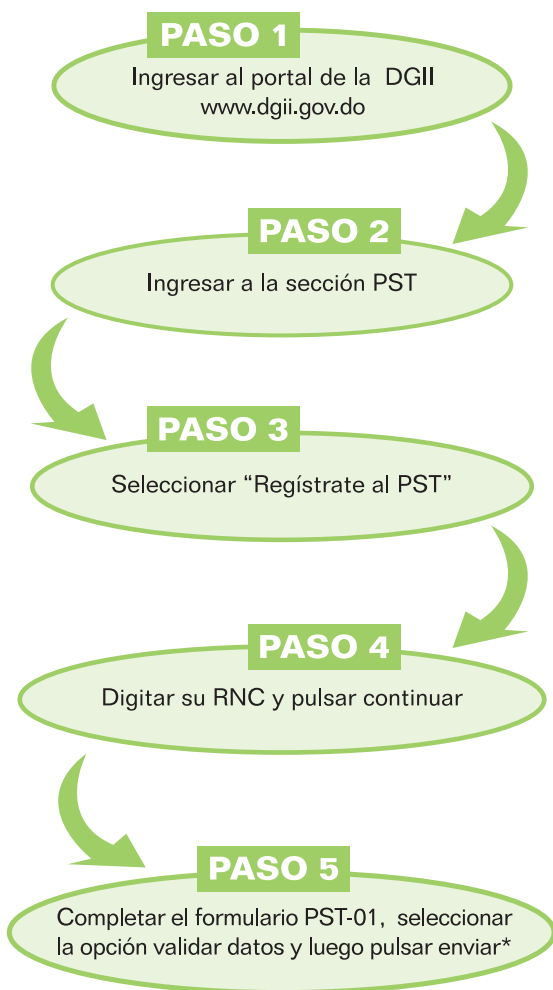 PASO 1
Ingresar al portal de la DGII
www.dgii.gov.do
PASO 2
Ingresar a la sección PST
PASO 3
Seleccionar “Regístrate al PST”
PASO 4
Digitar su RNC y pulsar continuar
PASO 5
Completar el formulario PST-01, seleccionar
la opción validar datos y luego pulsar enviar*